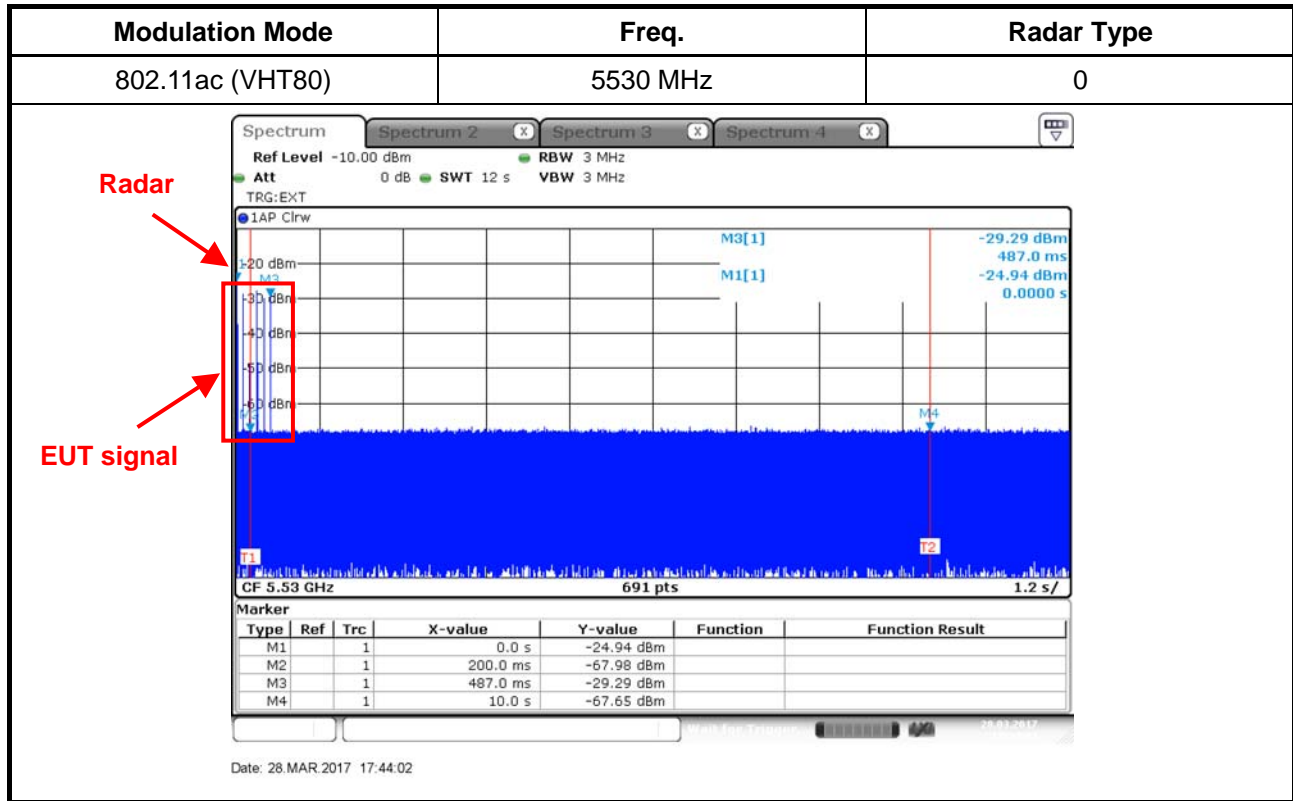 Modulation Mode Freq. Radar Type
802.11ac (VHT80) 5530 MHz 0
Spectrum Spectrum 2 X Spectrum 3 X Spectrum 4 X
Ref Level -10.00 dBm RBW 3 MHz
Att 0 dB SWT 12 s VBW 3 MHz
TRG:EXT
1AP Clrw
Radar
M3[1] -29.29 dBm
487.0 ms
M1[1] -24.94 dBm
0.0000 s
-20 dBm
M3
-30 dBm
-40 dBm
-50 dBm
-60 dBm
M4
EUT signal
T1
T2
CF 5.53 GHz 691 pts 1.2 s/
Marker
Type Ref Trc X-value Y-value Function Function Result
M1 1 0.0 s -24.94 dBm
M2 1 200.0 ms -67.98 dBm
M3 1 487.0 ms -29.29 dBm
M4 1 10.0 s -67.65 dBm
Wait for Trigger
28.03.2017
Date: 28.MAR.2017 17:44:02